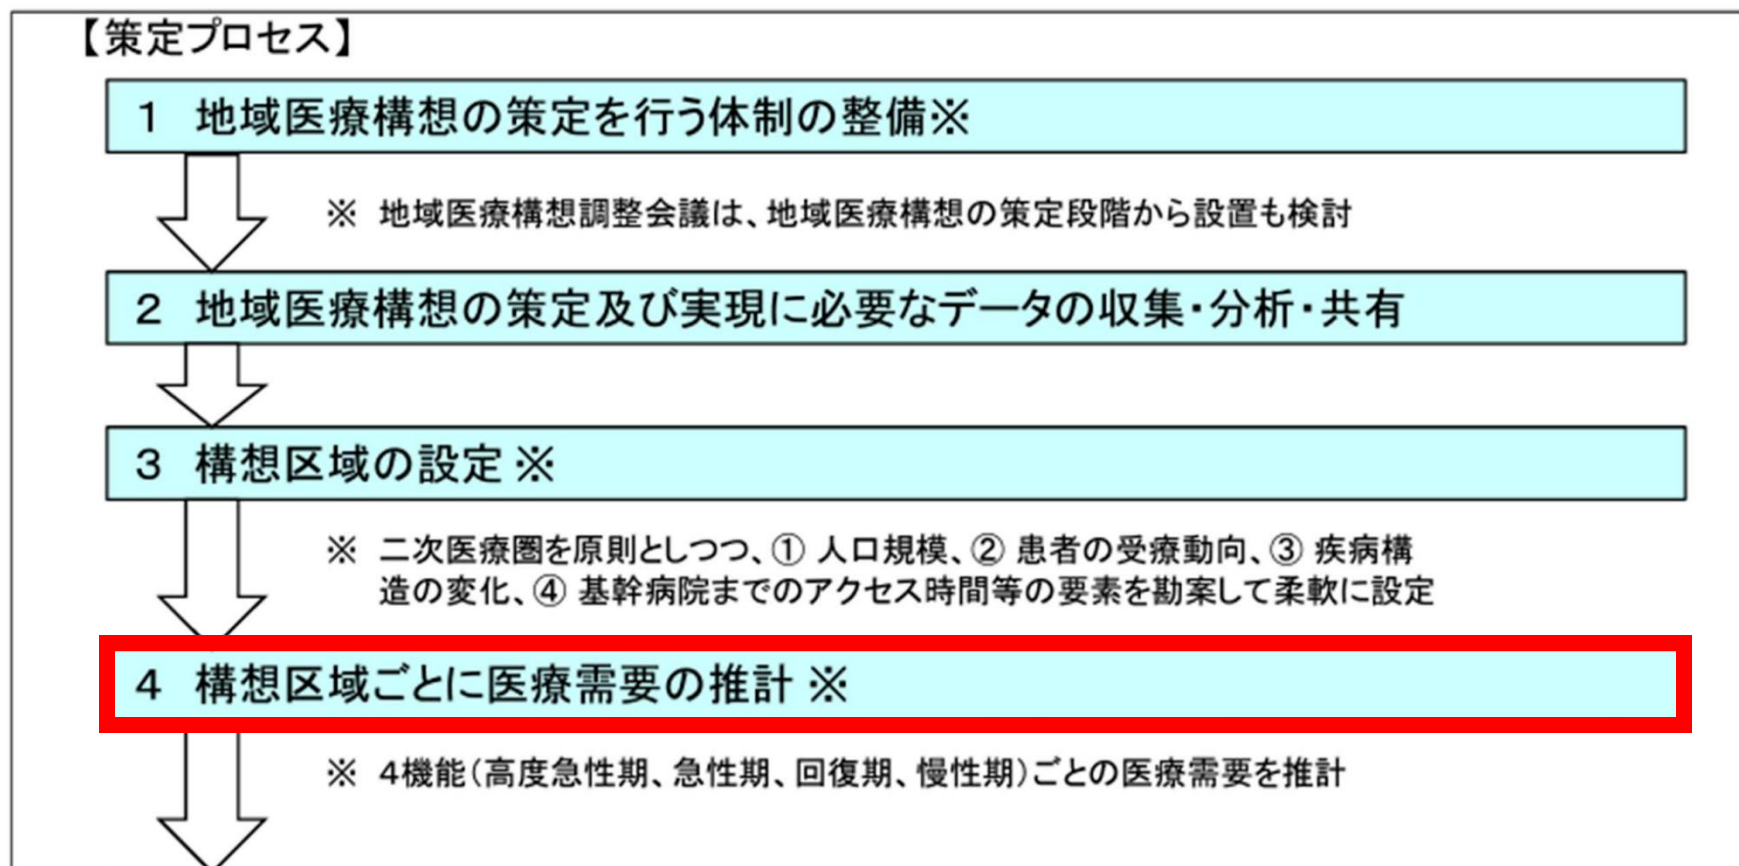 【策定プロセス】
1 地域医療構想の策定を行う体制の整備※
※ 地域医療構想調整会議は、地域医療構想の策定段階から設置も検討
2 地域医療構想の策定及び実現に必要なデータの収集・分析・共有
3 構想区域の設定※
※ 二次医療圏を原則としつつ、① 人口規模、② 患者の受療動向、③ 疾病構
造の変化、④ 基幹病院までのアクセス時間等の要素を勘案して柔軟に設定
4 構想区域ごとに医療需要の推計※
※ 4機能(高度急性期、急性期、回復期、慢性期)ごとの医療需要を推計